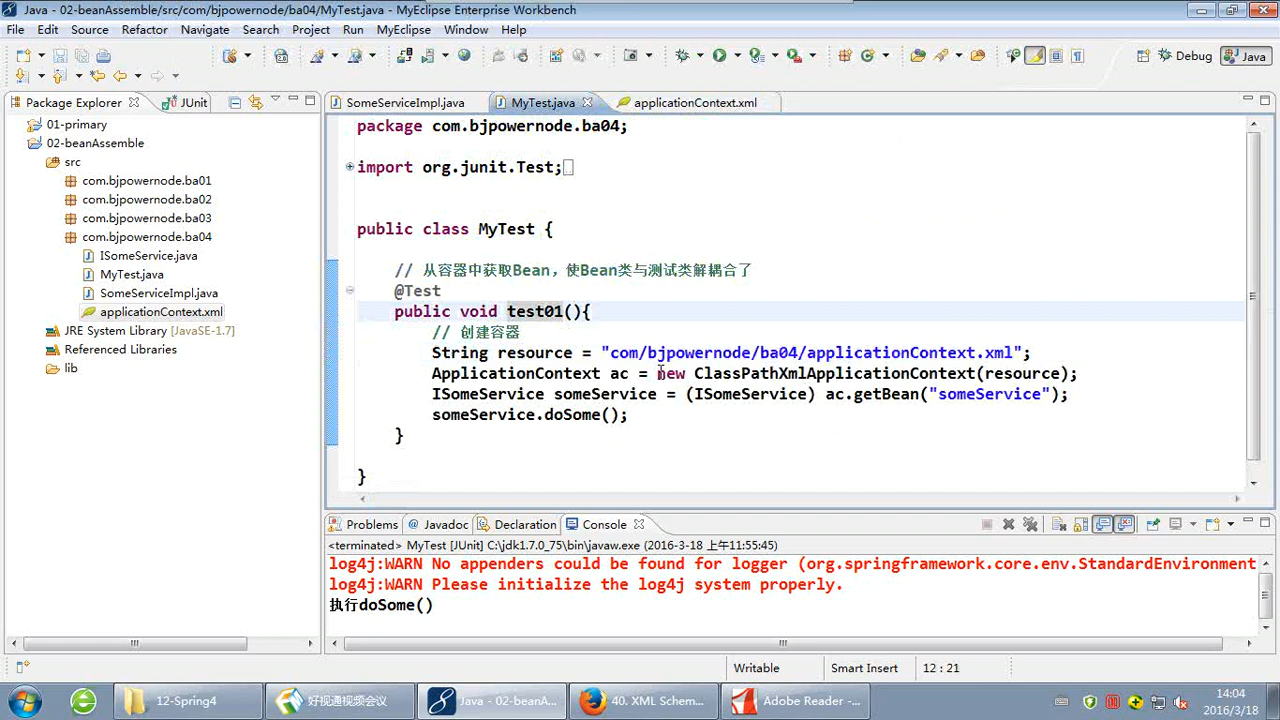 Java - 02-beanAssemble/src/com/bjpowernode/ba04/MyTest.java - MyEclipse Enterprise Workbench
File Edit Source Refactor Navigate Search Project Run MyEclipse Window Help
Debug Java
Package Explorer JUnit
01-primary
02-beanAssemble
src
com.bjpowernode.ba01
com.bjpowernode.ba02
com.bjpowernode.ba03
com.bjpowernode.ba04
ISomeService.java
MyTest.java
SomeServiceImpl.java
applicationContext.xml
JRE System Library [JavaSE-1.7]
Referenced Libraries
lib
SomeServiceImpl.java MyTest.java applicationContext.xml
package com.bjpowernode.ba04;
import org.junit.Test;
public class MyTest {
// 从容器中获取Bean，使Bean类与测试类解耦合了
@Test
public void test01(){
// 创建容器
String resource = "com/bjpowernode/ba04/applicationContext.xml";
ApplicationContext ac = new ClassPathXmlApplicationContext(resource);
ISomeService someService = (ISomeService) ac.getBean("someService");
someService.doSome();
}
}
Problems @ Javadoc Declaration Console
<terminated> MyTest [JUnit] C:\jdk1.7.0_75\bin\javaw.exe (2016-3-18 上午11:55:45)
log4j:WARN No appenders could be found for logger (org.springframework.core.env.StandardEnvironment
log4j:WARN Please initialize the log4j system properly.
执行doSome()
Writable Smart Insert 12 : 21
12-Spring4 好视通视频会议 Java - 02-beanA... 40. XML Schem... Adobe Reader -...
14:04
2016/3/18